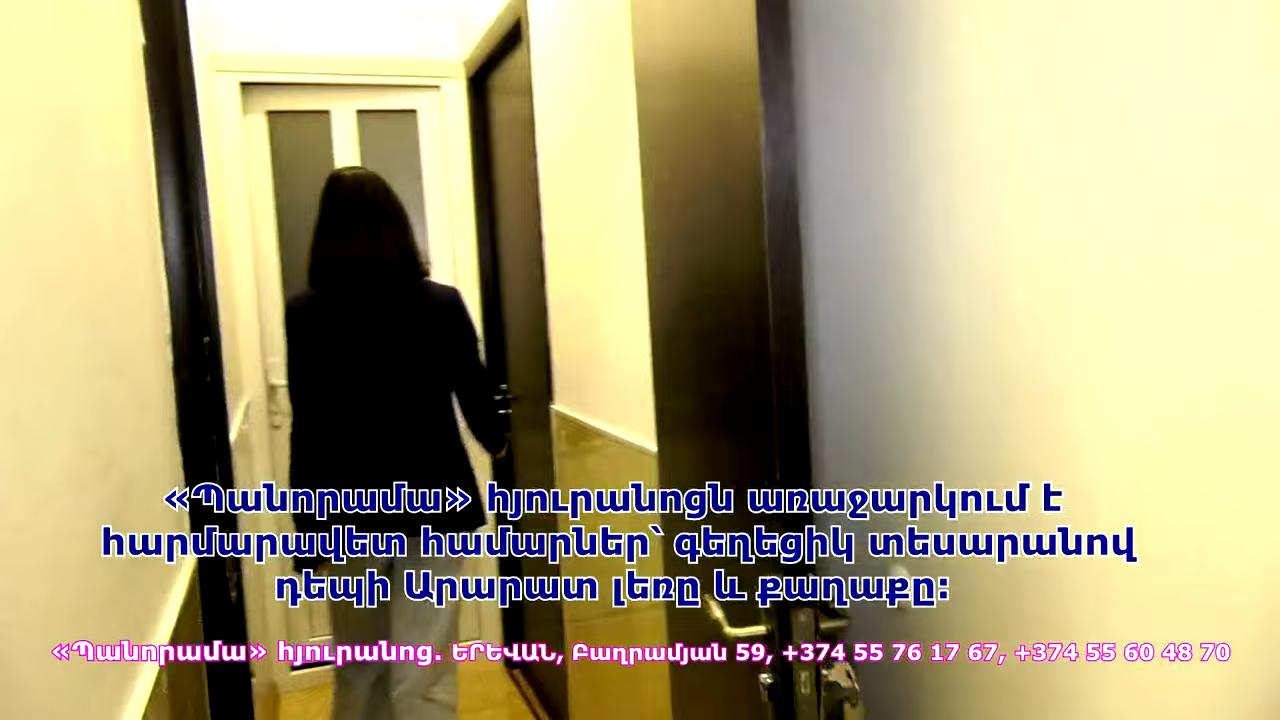 «Պանորամա» հյուրանոցն առաջարկում է
հարմարավետ համարներ՝ գեղեցիկ տեսարանով
դեպի Արարատ լեռը և քաղաքը:
«Պանորամա» հյուրանոց. ԵՐԵՎԱՆ, Բաղրամյան 59, +374 55 76 17 67, +374 55 60 48 70